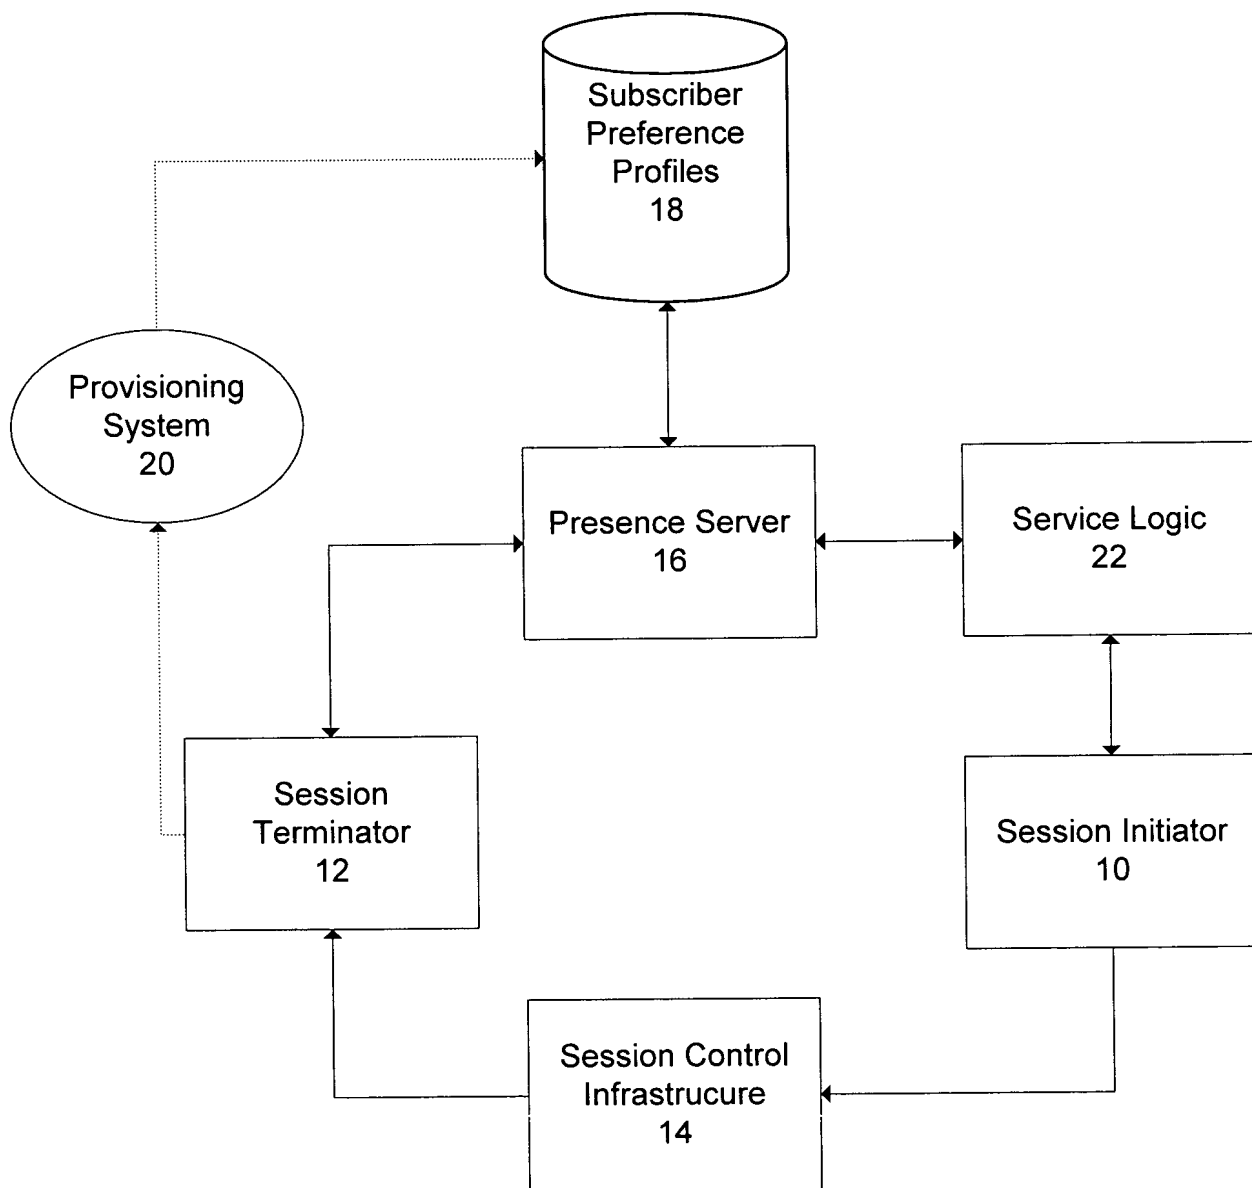 Subscriber
Preference
Profiles
18
Provisioning
System
20
Presence Server
16
Service Logic
22
Session
Terminator
12
Session Initiator
10
Session Control
Infrastrucure
14